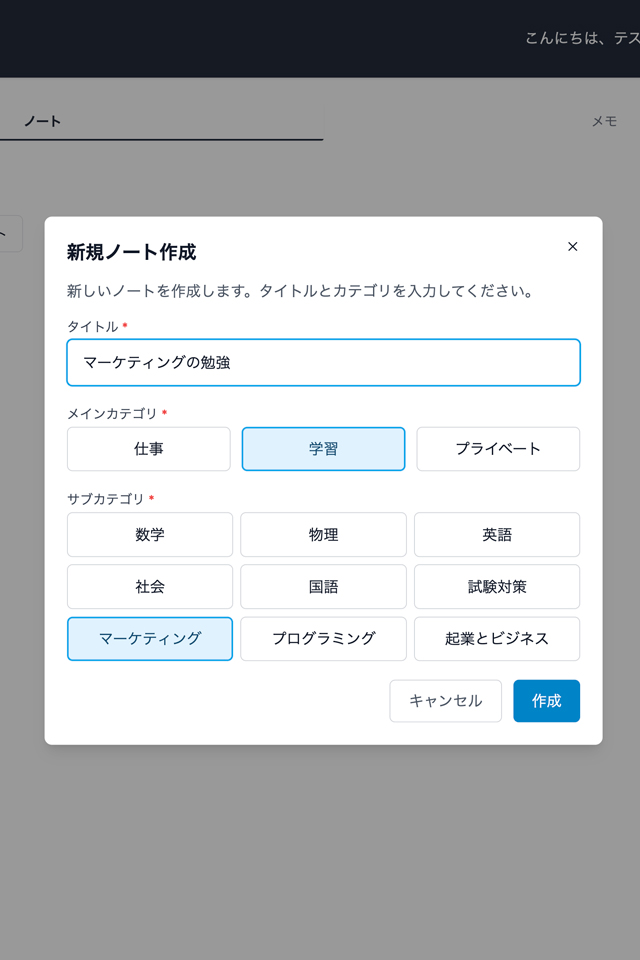 こんにちは、テス
ノート
メモ
新規ノート作成
×
新しいノートを作成します。タイトルとカテゴリを入力してください。
タイトル *
マーケティングの勉強
メインカテゴリ *
仕事 学習 プライベート
サブカテゴリ *
数学 物理 英語
社会 国語 試験対策
マーケティング プログラミング 起業とビジネス
キャンセル 作成